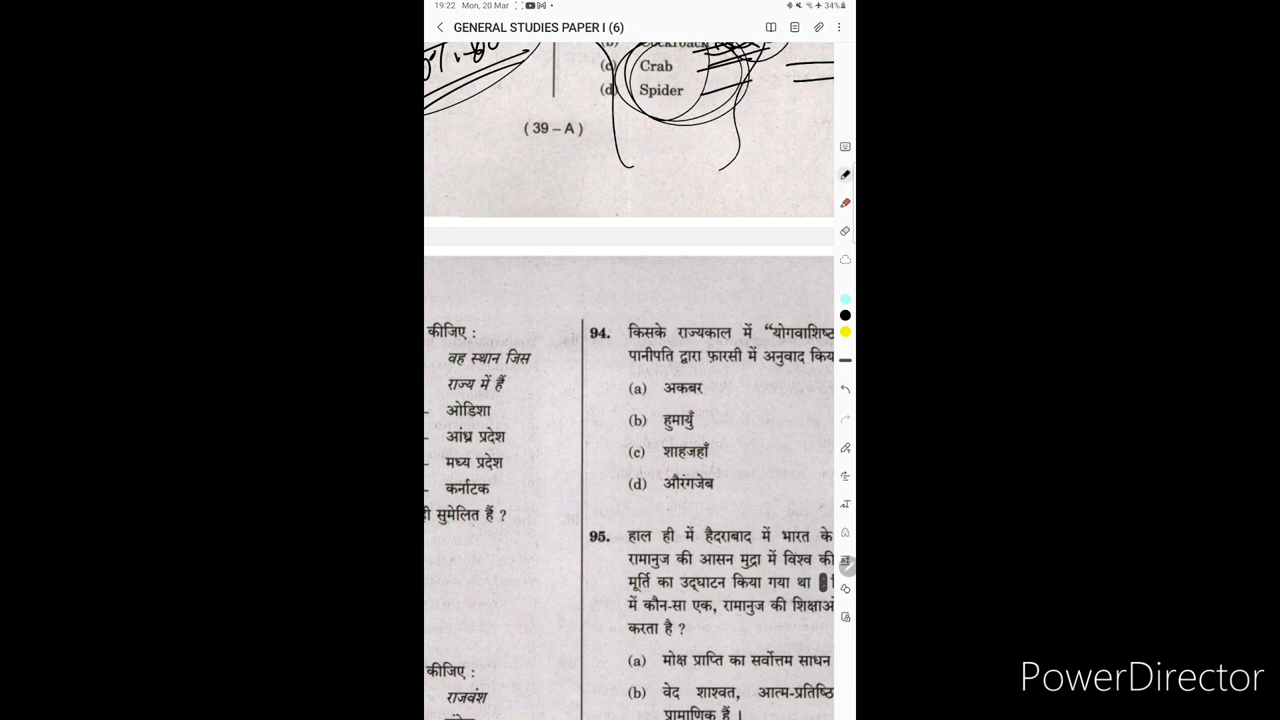 19:22 Mon, 20 Mar
34%
GENERAL STUDIES PAPER I (6)
(b) Cockroach
(c) Crab
(d) Spider
( 39 – A )
कीजिए :
वह स्थान जिस
राज्य में हैं
– ओडिशा
– आंध्र प्रदेश
– मध्य प्रदेश
– कर्नाटक
ही सुमेलित हैं ?
कीजिए :
राजवंश
94. किसके राज्यकाल में “योगवाशिष्ठ
पानीपति द्वारा फ़ारसी में अनुवाद किय
(a) अकबर
(b) हुमायुँ
(c) शाहजहाँ
(d) औरंगजेब
95. हाल ही में हैदराबाद में भारत के
रामानुज की आसन मुद्रा में विश्व की
मूर्ति का उद्घाटन किया गया था
में कौन-सा एक, रामानुज की शिक्षाओ
करता है ?
(a) मोक्ष प्राप्ति का सर्वोत्तम साधन
(b) वेद शाश्वत, आत्म-प्रतिष्ठि
प्रामाणिक हैं ।
PowerDirector